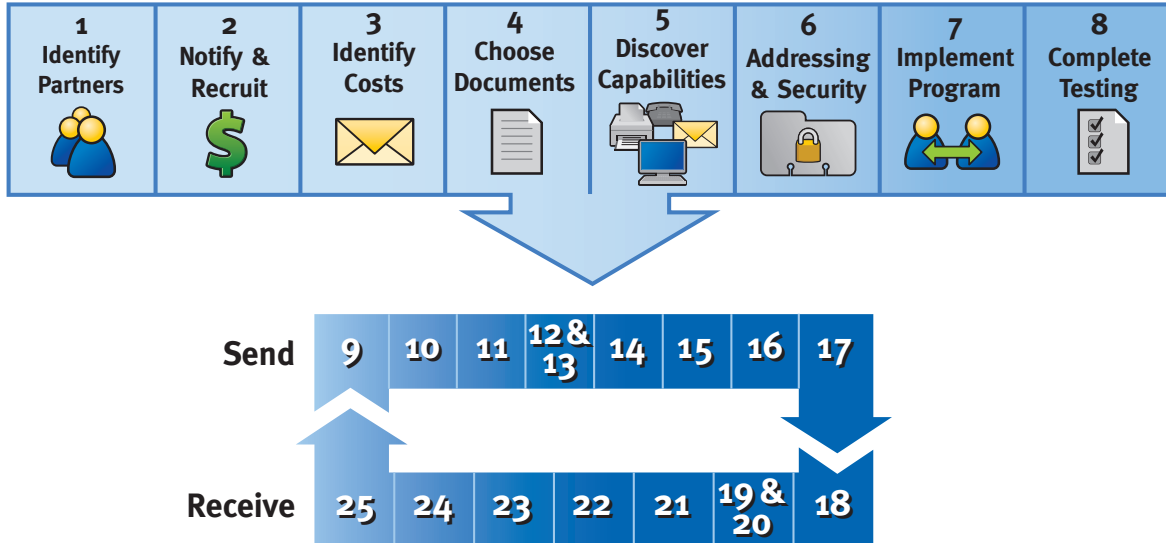 1
Identify
Partners
2
Notify &
Recruit
$
3
Identify
Costs
4
Choose
Documents
5
Discover
Capabilities
6
Addressing
& Security
7
Implement
Program
8
Complete
Testing
Send
9
10
11
12 &
13
14
15
16
17
Receive
25
24
23
22
21
19 &
20
18